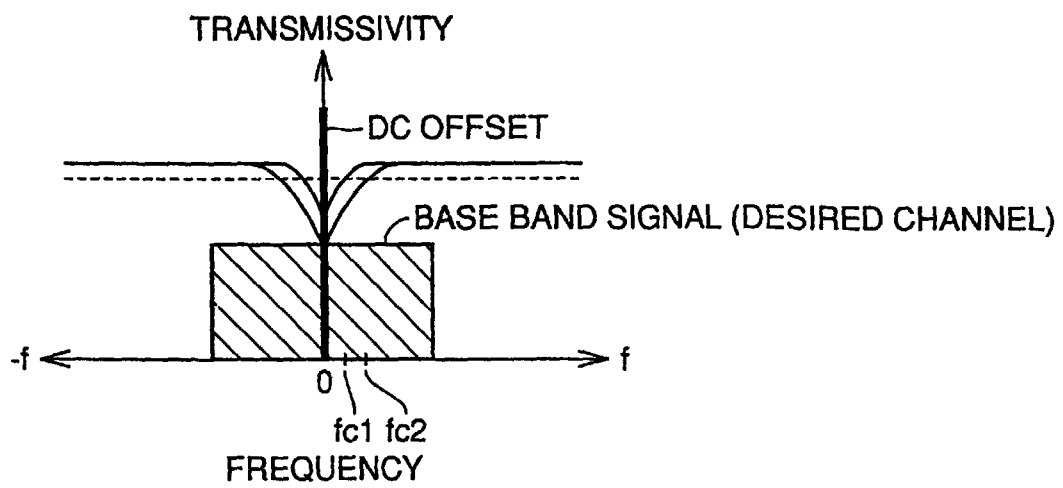 TRANSMISSIVITY
DC OFFSET
BASE BAND SIGNAL (DESIRED CHANNEL)
-f
f
0
fc1 fc2
FREQUENCY